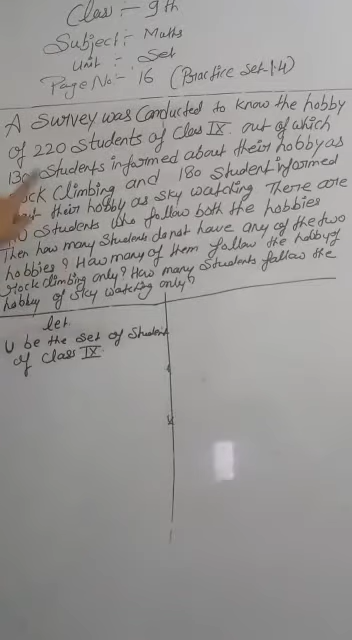 Class :- 9th
Subject :- Maths
Unit :- Set
Page No :- 16 (Practice Set 1.4)
A Survey was Conducted to know the hobby
of 220 students of Class IX. out of which
130 Students informed about their hobby as
rock Climbing and 180 student informed
their hobby as sky watching There are
Students who follow both the hobbies
Then how many Students do not have any of the two
hobbies? How many of them follow the hobby of
rock climbing only? How many students follow the
hobby of Sky watching only?
let
U be the set of Student
of Class IX.